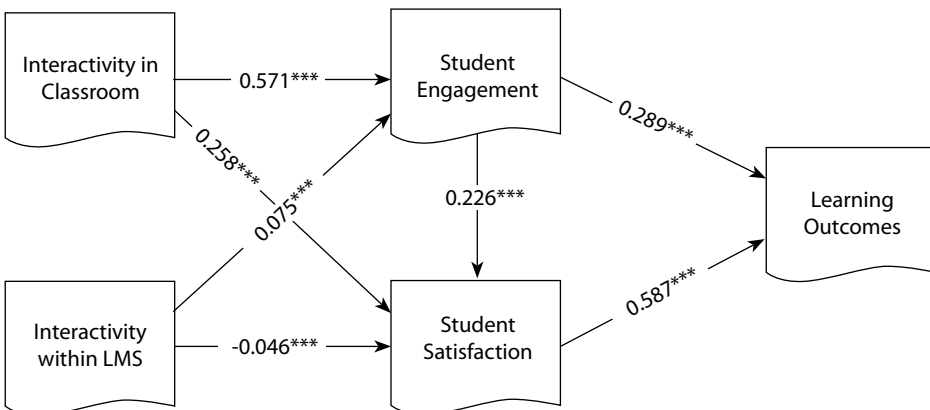 Interactivity in
Classroom
0.571***
Student
Engagement
0.289***
0.258***
0.075***
0.226***
Learning
Outcomes
Interactivity
within LMS
-0.046***
Student
Satisfaction
0.587***